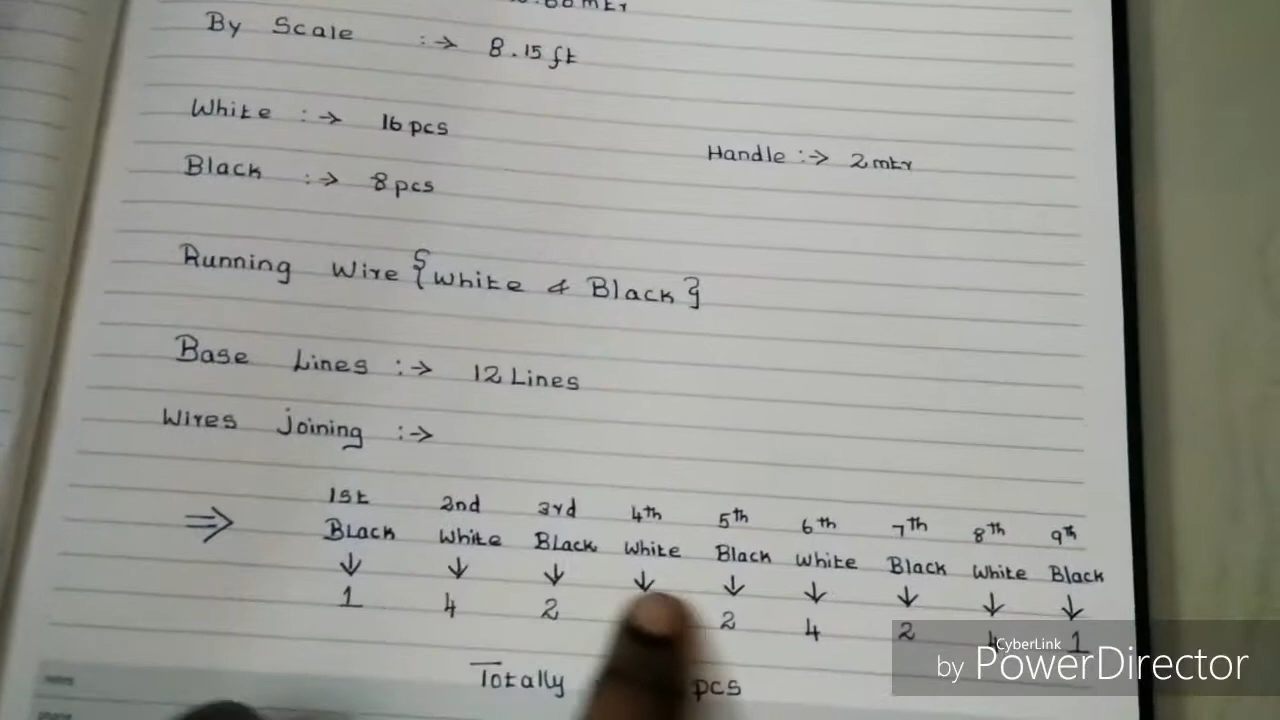 By Scale :→ 8.15 ft
White :→ 16 pcs
Handle :→ 2 mtr
Black :→ 8 pcs
Running Wire {White & Black}
Base Lines :→ 12 Lines
Wires Joining :→
⇒ 1st 2nd 3rd 4th 5th 6th 7th 8th 9th
Black White Black White Black White Black White Black
↓ ↓ ↓ ↓ ↓ ↓ ↓ ↓ ↓
1 4 2 2 4 2 4 1
Totally pcs
CyberLink
by PowerDirector